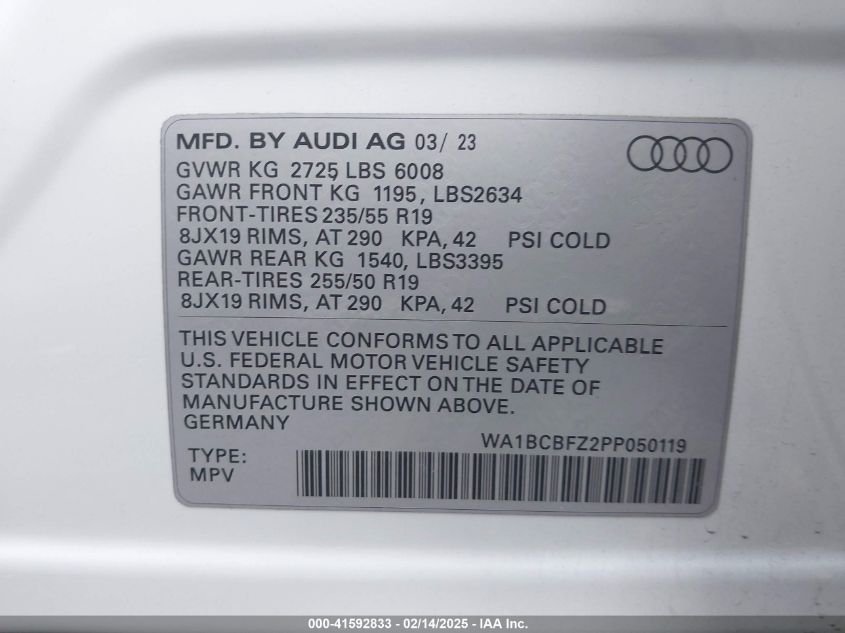 MFD. BY AUDI AG 03/ 23
GVWR KG 2725 LBS 6008
GAWR FRONT KG 1195, LBS2634
FRONT-TIRES 235/55 R19
8JX19 RIMS, AT 290 KPA, 42 PSI COLD
GAWR REAR KG 1540, LBS3395
REAR-TIRES 255/50 R19
8JX19 RIMS, AT 290 KPA, 42 PSI COLD
THIS VEHICLE CONFORMS TO ALL APPLICABLE
U.S. FEDERAL MOTOR VEHICLE SAFETY
STANDARDS IN EFFECT ON THE DATE OF
MANUFACTURE SHOWN ABOVE.
GERMANY
WA1BCBFZ2PP050119
TYPE:
MPV
000-41592833 - 02/14/2025 - IAA Inc.